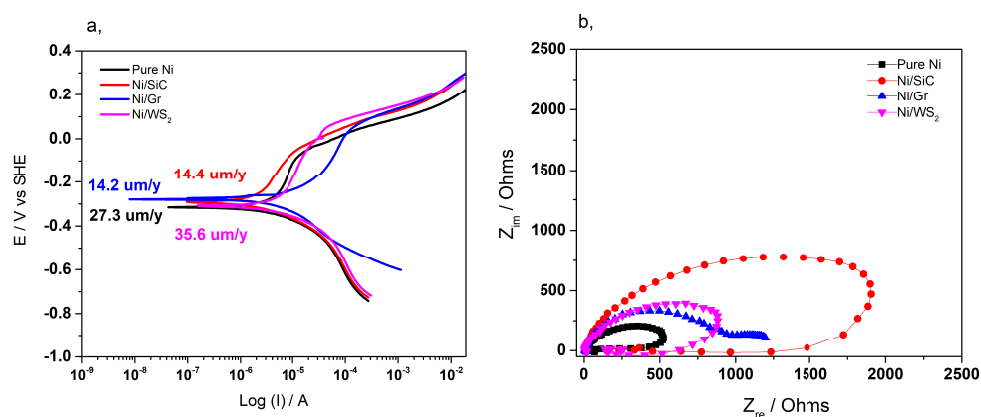 a,
E / V vs SHE
0.4
0.2
0.0
-0.2
-0.4
-0.6
-0.8
-1.0
Pure Ni
Ni/SiC
Ni/Gr
Ni/WS₂
14.4 um/y
14.2 um/y
27.3 um/y
35.6 um/y
10⁻⁹ 10⁻⁸ 10⁻⁷ 10⁻⁶ 10⁻⁵ 10⁻⁴ 10⁻³ 10⁻²
Log (I) / A
b,
Z_im / Ohms
2500
2000
1500
1000
500
0
Pure Ni
Ni/SiC
Ni/Gr
Ni/WS₂
0 500 1000 1500 2000 2500
Z_re / Ohms